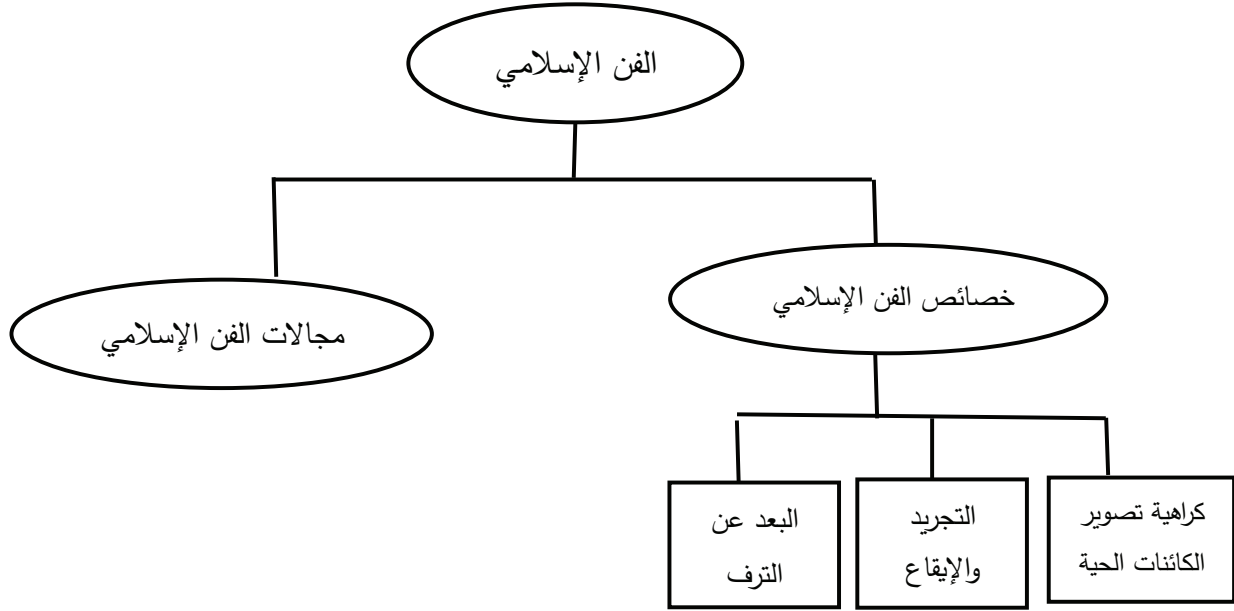 الفن الإسلامي
خصائص الفن الإسلامي
مجالات الفن الإسلامي
كراهية تصوير
الكائنات الحية
التجريد
والإيقاع
البعد عن
الترف